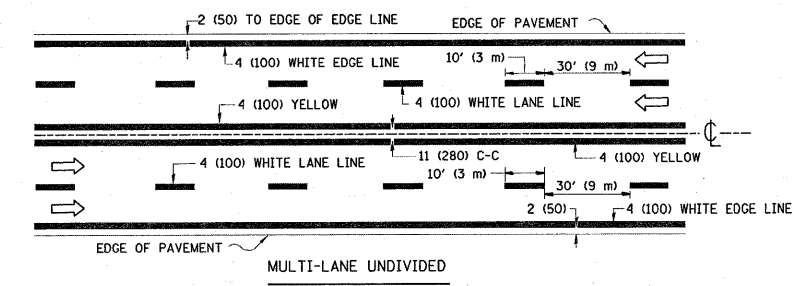 2 (50) TO EDGE OF EDGE LINE
EDGE OF PAVEMENT
4 (100) WHITE EDGE LINE
10' (3 m)
30' (9 m)
4 (100) YELLOW
4 (100) WHITE LANE LINE
℄
4 (100) WHITE LANE LINE
11 (280) C-C
4 (100) YELLOW
10' (3 m)
30' (9 m)
2 (50)
4 (100) WHITE EDGE LINE
EDGE OF PAVEMENT
MULTI-LANE UNDIVIDED